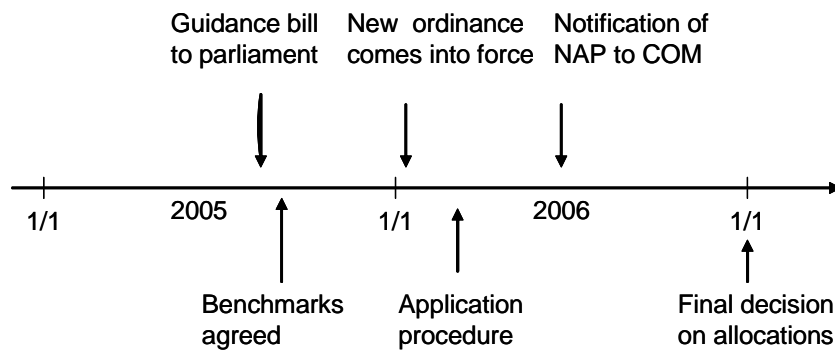 Guidance bill
to parliament
New ordinance
comes into force
Notification of
NAP to COM
1/1
2005
1/1
2006
1/1
Benchmarks
agreed
Application
procedure
Final decision
on allocations